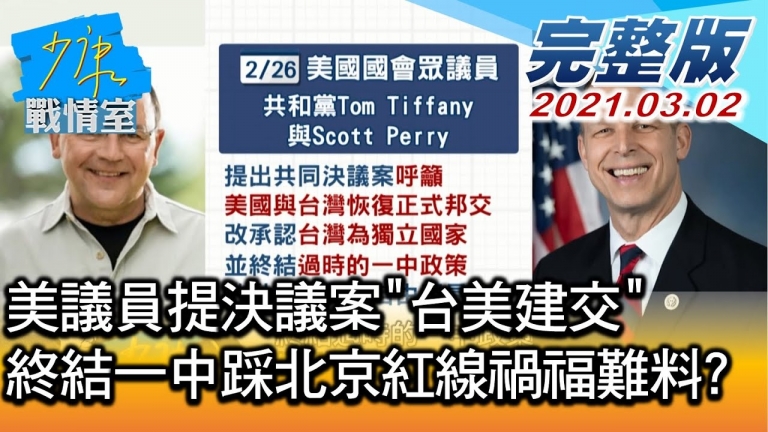 少康
戰情室
完整版
2021.03.02
2/26 美國國會眾議員
共和黨Tom Tiffany
與Scott Perry
提出共同決議案呼籲
美國與台灣恢復正式邦交
改承認台灣為獨立國家
並終結過時的一中政策
美議員提決議案"台美建交"
終結一中踩北京紅線禍福難料?